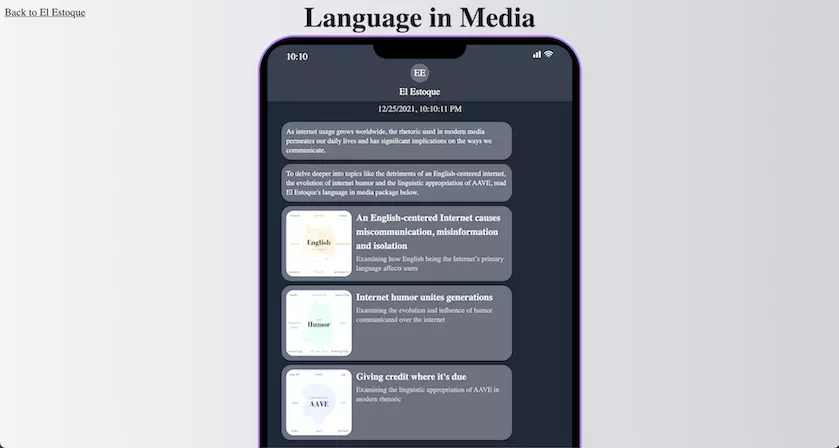 Back to El Estoque
Language in Media
10:10
EE
El Estoque
12/25/2021, 10:10:11 PM
As internet usage grows worldwide, the rhetoric used in modern media
permeates our daily lives and has significant implications on the ways we
communicate.
To delve deeper into topics like the detriments of an English-centered internet,
the evolution of internet humor and the linguistic appropriation of AAVE, read
El Estoque's language in media package below.
English
An English-centered Internet causes
miscommunication, misinformation
and isolation
Examining how English being the Internet's primary
language affects users
Humor
Internet humor unites generations
Examining the evolution and influence of humor
communicated over the internet
AAVE
Giving credit where it's due
Examining the linguistic appropriation of AAVE in
modern rhetoric